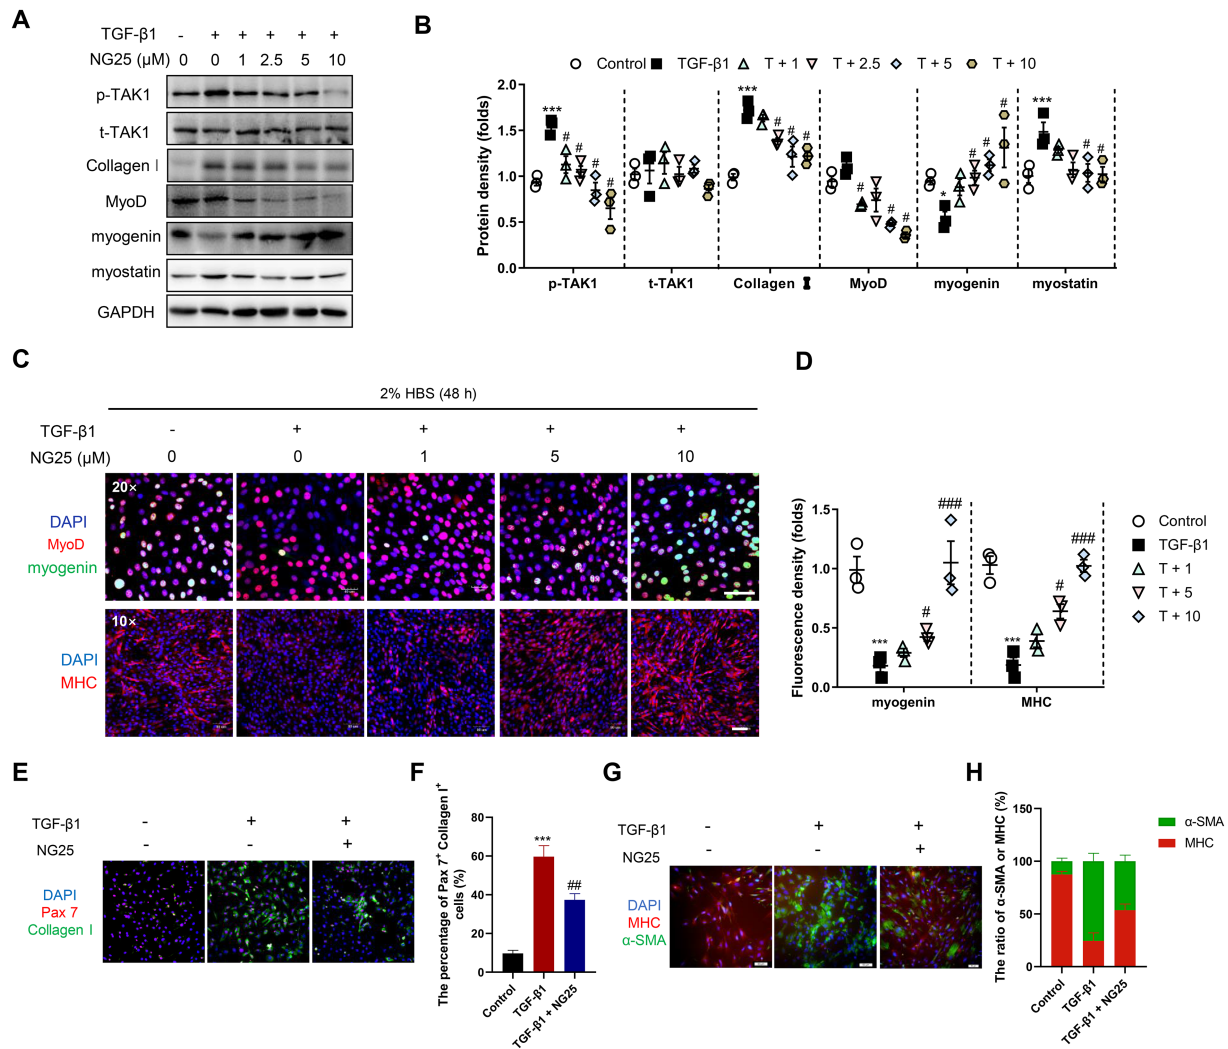 A
TGF-β1 - + + + + +
NG25 (μM) 0 0 1 2.5 5 10
p-TAK1
t-TAK1
Collagen I
MyoD
myogenin
myostatin
GAPDH
B
Control TGF-β1 T + 1 T + 2.5 T + 5 T + 10
Protein density (folds)
2.0
1.5
1.0
0.5
0.0
*** # # # # *** # # # # # # # * # # # *** # #
p-TAK1 t-TAK1 Collagen I MyoD myogenin myostatin
C
2% HBS (48 h)
TGF-β1 - + + + +
NG25 (μM) 0 0 1 5 10
20×
DAPI
MyoD
myogenin
10×
DAPI
MHC
D
Fluorescence density (folds)
1.5
1.0
0.5
0.0
*** # ### *** # ###
myogenin MHC
Control
TGF-β1
T + 1
T + 5
T + 10
E
TGF-β1 - + +
NG25 - - +
DAPI
Pax 7
Collagen I
F
The percentage of Pax 7+ Collagen I+
cells (%)
80
60
40
20
0
***
##
Control TGF-β1 TGF-β1 + NG25
G
TGF-β1 - + +
NG25 - - +
DAPI
MHC
α-SMA
H
The ratio of α-SMA or MHC (%)
150
100
50
0
Control TGF-β1 TGF-β1 + NG25
α-SMA
MHC